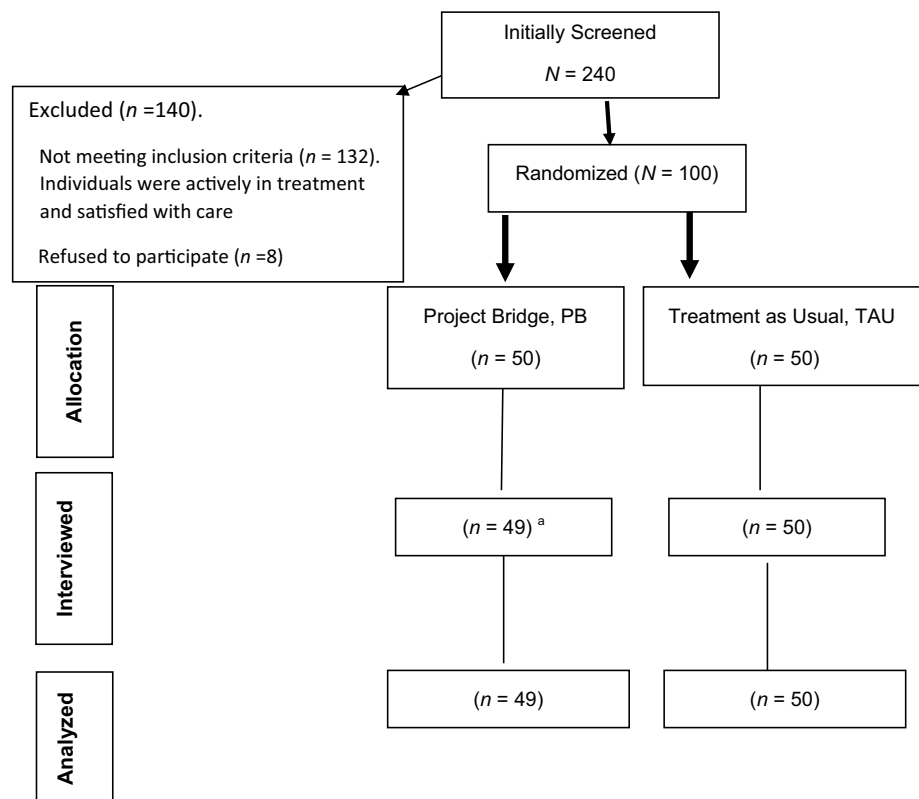 Initially Screened
N = 240
Excluded (n =140).
Not meeting inclusion criteria (n = 132).
Individuals were actively in treatment
and satisfied with care
Refused to participate (n =8)
Randomized (N = 100)
Allocation
Project Bridge, PB
(n = 50)
Treatment as Usual, TAU
(n = 50)
Interviewed
(n = 49) a
(n = 50)
Analyzed
(n = 49)
(n = 50)